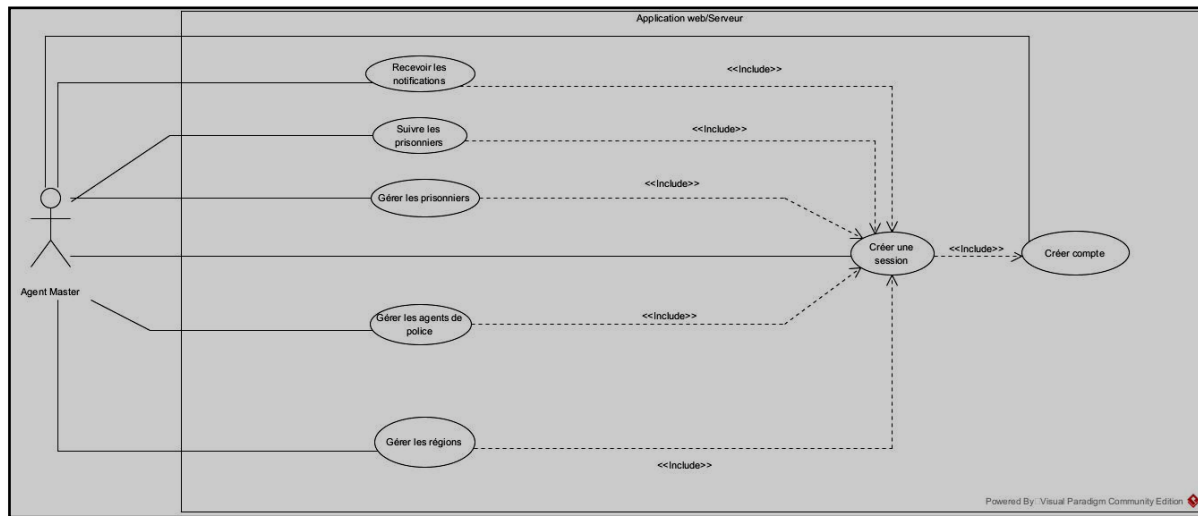 Application web/Serveur
Recevoir les
notifications
<<Include>>
Suivre les
prisonniers
<<Include>>
Gérer les prisonniers
<<Include>>
Créer une
session
<<Include>>
Créer compte
Agent Master
Gérer les agents de
police
<<Include>>
Gérer les régions
<<Include>>
Powered By Visual Paradigm Community Edition